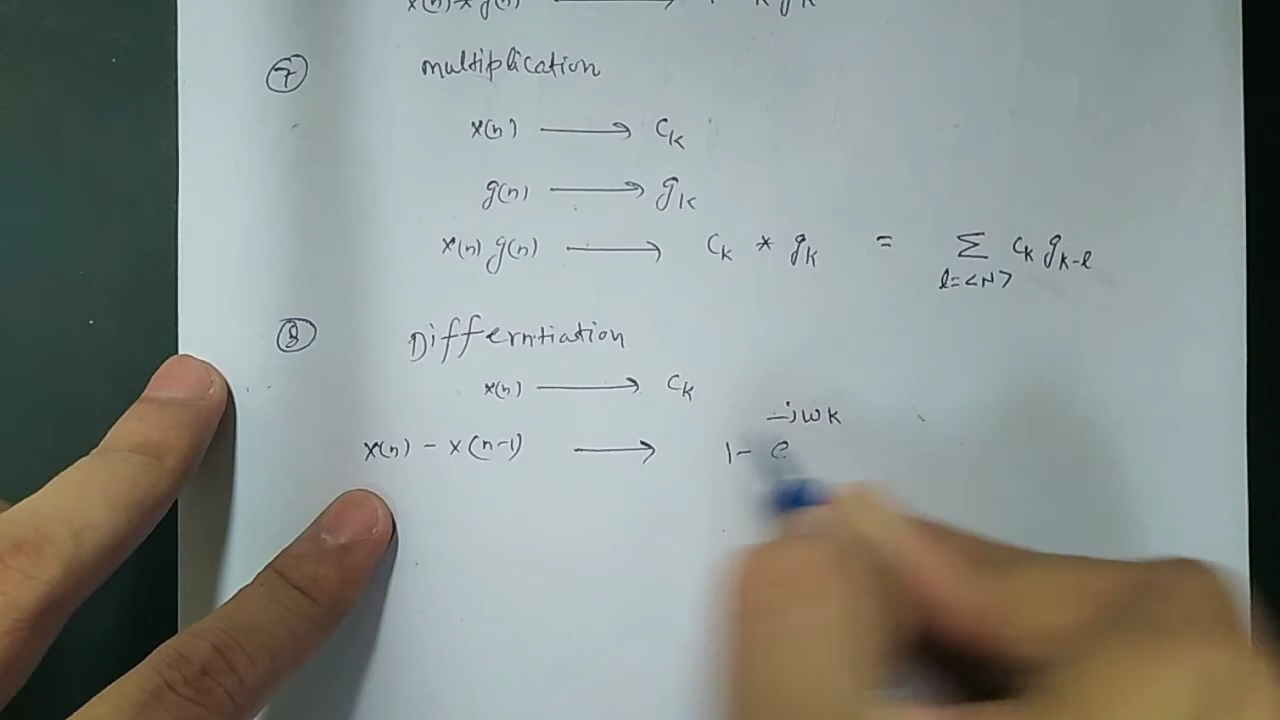 x(n) * g(n)
⑦ multiplication
x(n) ⟶ C_k
g(n) ⟶ g_k
x(n) g(n) ⟶ C_k * g_k = Σ_{l=<N>} C_k g_{k-l}
⑧ Differntiation
x(n) ⟶ C_k
x(n) - x(n-1) ⟶ 1 - e^{-jωk}